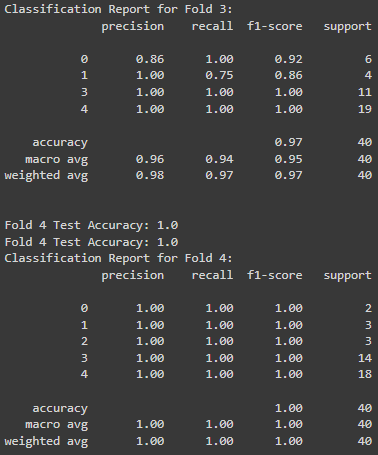 Classification Report for Fold 3:
precision recall f1-score support
0 0.86 1.00 0.92 6
1 1.00 0.75 0.86 4
3 1.00 1.00 1.00 11
4 1.00 1.00 1.00 19
accuracy 0.97 40
macro avg 0.96 0.94 0.95 40
weighted avg 0.98 0.97 0.97 40
Fold 4 Test Accuracy: 1.0
Fold 4 Test Accuracy: 1.0
Classification Report for Fold 4:
precision recall f1-score support
0 1.00 1.00 1.00 2
1 1.00 1.00 1.00 3
2 1.00 1.00 1.00 3
3 1.00 1.00 1.00 14
4 1.00 1.00 1.00 18
accuracy 1.00 40
macro avg 1.00 1.00 1.00 40
weighted avg 1.00 1.00 1.00 40